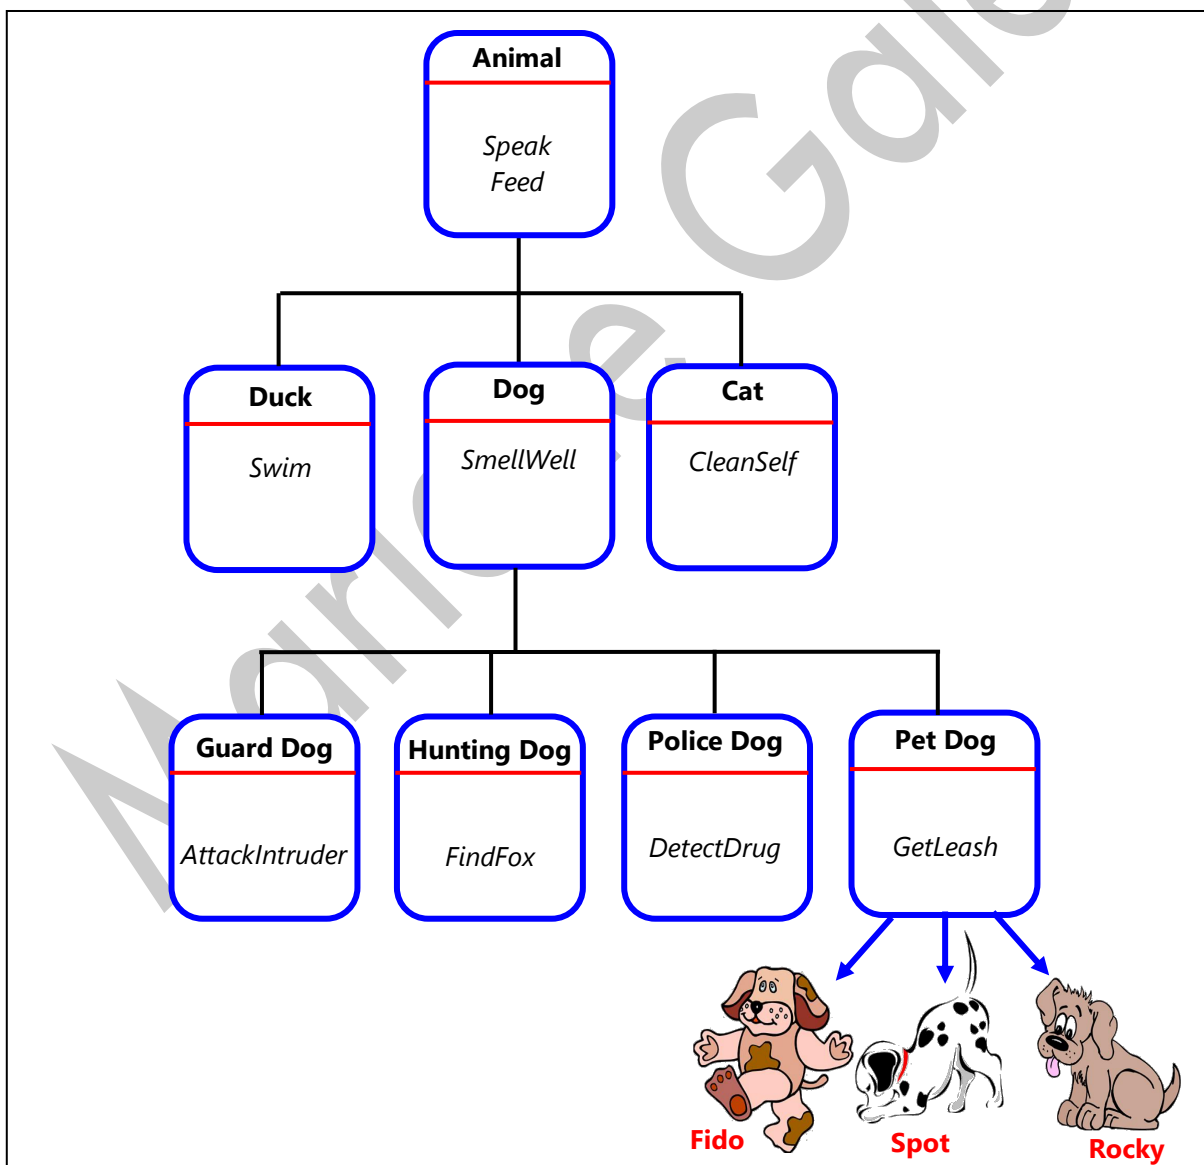 Animal
Speak
Feed
Duck
Dog
Cat
Swim
SmellWell
CleanSelf
Guard Dog
Hunting Dog
Police Dog
Pet Dog
AttackIntruder
FindFox
DetectDrug
GetLeash
Fido
Spot
Rocky